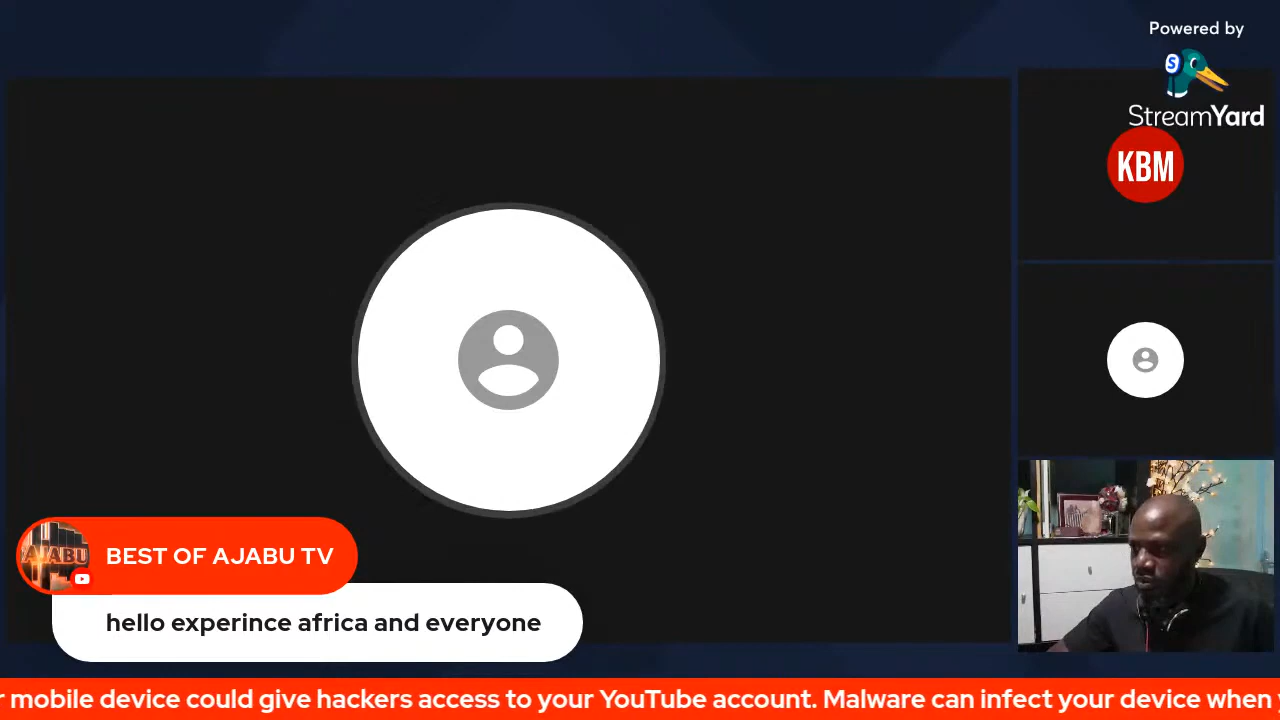 Powered by
S
StreamYard
KBM
AJABU
BEST OF AJABU TV
hello experince africa and everyone
mobile device could give hackers access to your YouTube account. Malware can infect your device when